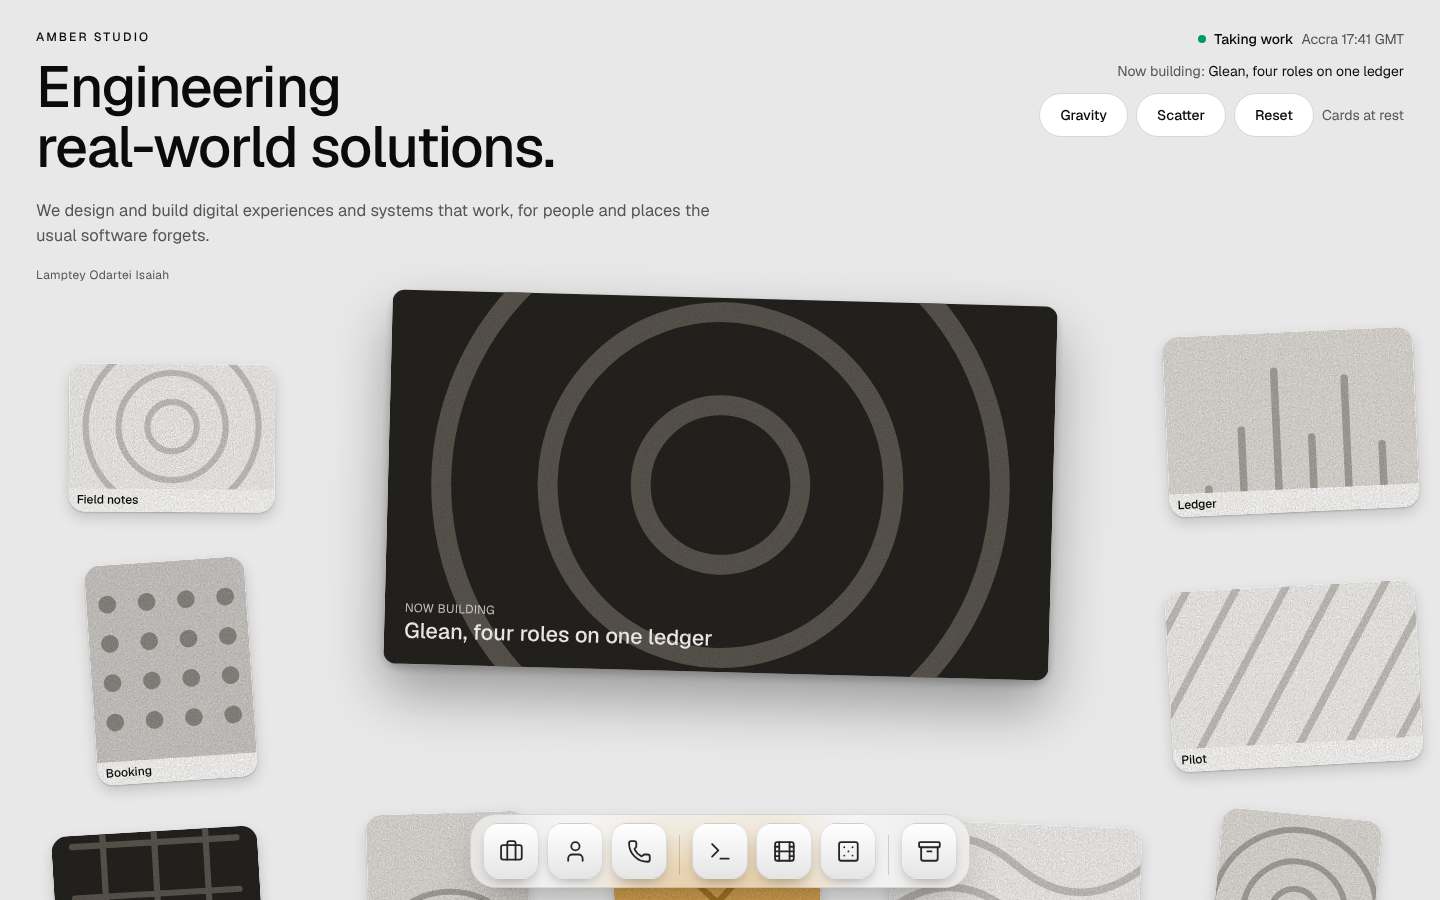 AMBER STUDIO
Engineering
real-world solutions.
We design and build digital experiences and systems that work, for people and places the
usual software forgets.
Lamptey Odartei Isaiah
Taking work Accra 17:41 GMT
Now building: Glean, four roles on one ledger
Gravity Scatter Reset Cards at rest
Field notes
NOW BUILDING
Glean, four roles on one ledger
Ledger
Booking
Pilot